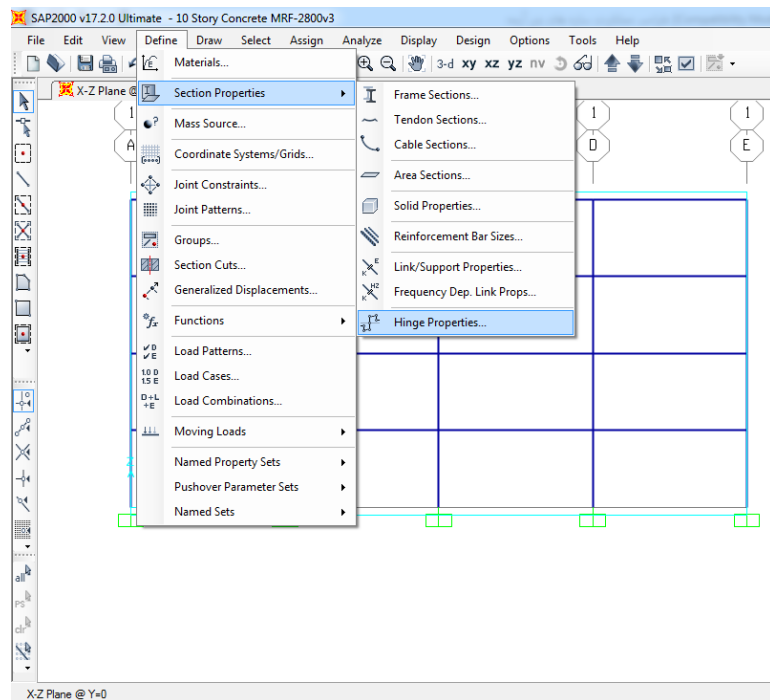 SAP2000 v17.2.0 Ultimate - 10 Story Concrete MRF-2800v3
File Edit View Define Draw Select Assign Analyze Display Design Options Tools Help
3-d xy xz yz nv
X-Z Plane @
Materials...
Section Properties
Mass Source...
Coordinate Systems/Grids...
Joint Constraints...
Joint Patterns...
Groups...
Section Cuts...
Generalized Displacements...
Functions
Load Patterns...
Load Cases...
Load Combinations...
Moving Loads
Named Property Sets
Pushover Parameter Sets
Named Sets
Frame Sections...
Tendon Sections...
Cable Sections...
Area Sections...
Solid Properties...
Reinforcement Bar Sizes...
Link/Support Properties...
Frequency Dep. Link Props...
Hinge Properties...
1 1 1
A D E
Z
all
PS
clr
X-Z Plane @ Y=0